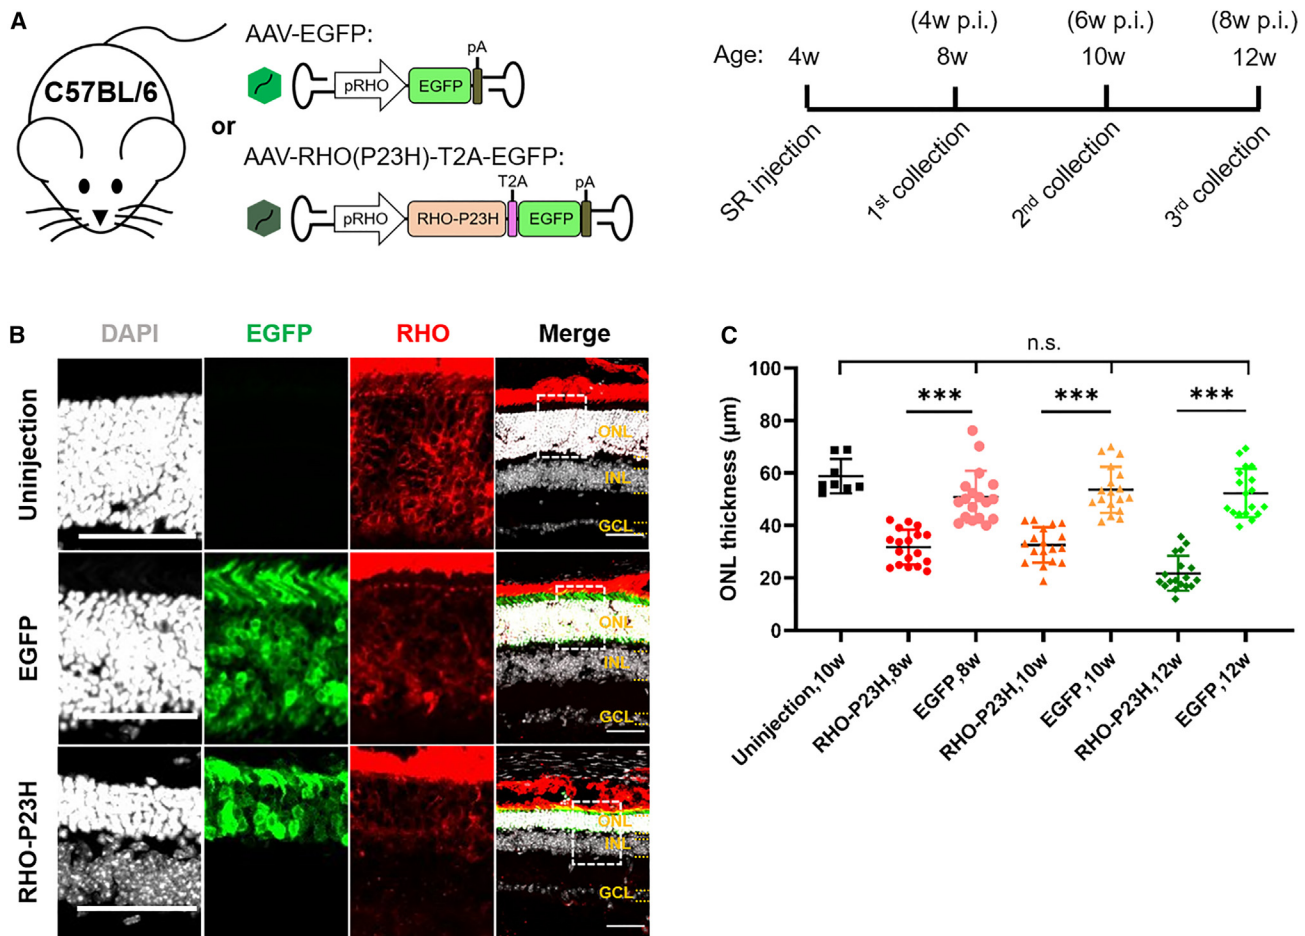 A
C57BL/6
or
AAV-EGFP:
pA
pRHO
EGFP
AAV-RHO(P23H)-T2A-EGFP:
T2A
pA
pRHO
RHO-P23H
EGFP
(4w p.i.)
(6w p.i.)
(8w p.i.)
Age:
4w
8w
10w
12w
SR injection
1st collection
2nd collection
3rd collection
B
DAPI
EGFP
RHO
Merge
Uninjection
ONL
INL
GCL
EGFP
ONL
INL
GCL
RHO-P23H
ONL
INL
GCL
C
n.s.
***
***
***
ONL thickness (μm)
100
80
60
40
20
0
Uninjection,10w
RHO-P23H,8w
EGFP,8w
RHO-P23H,10w
EGFP,10w
RHO-P23H,12w
EGFP,12w